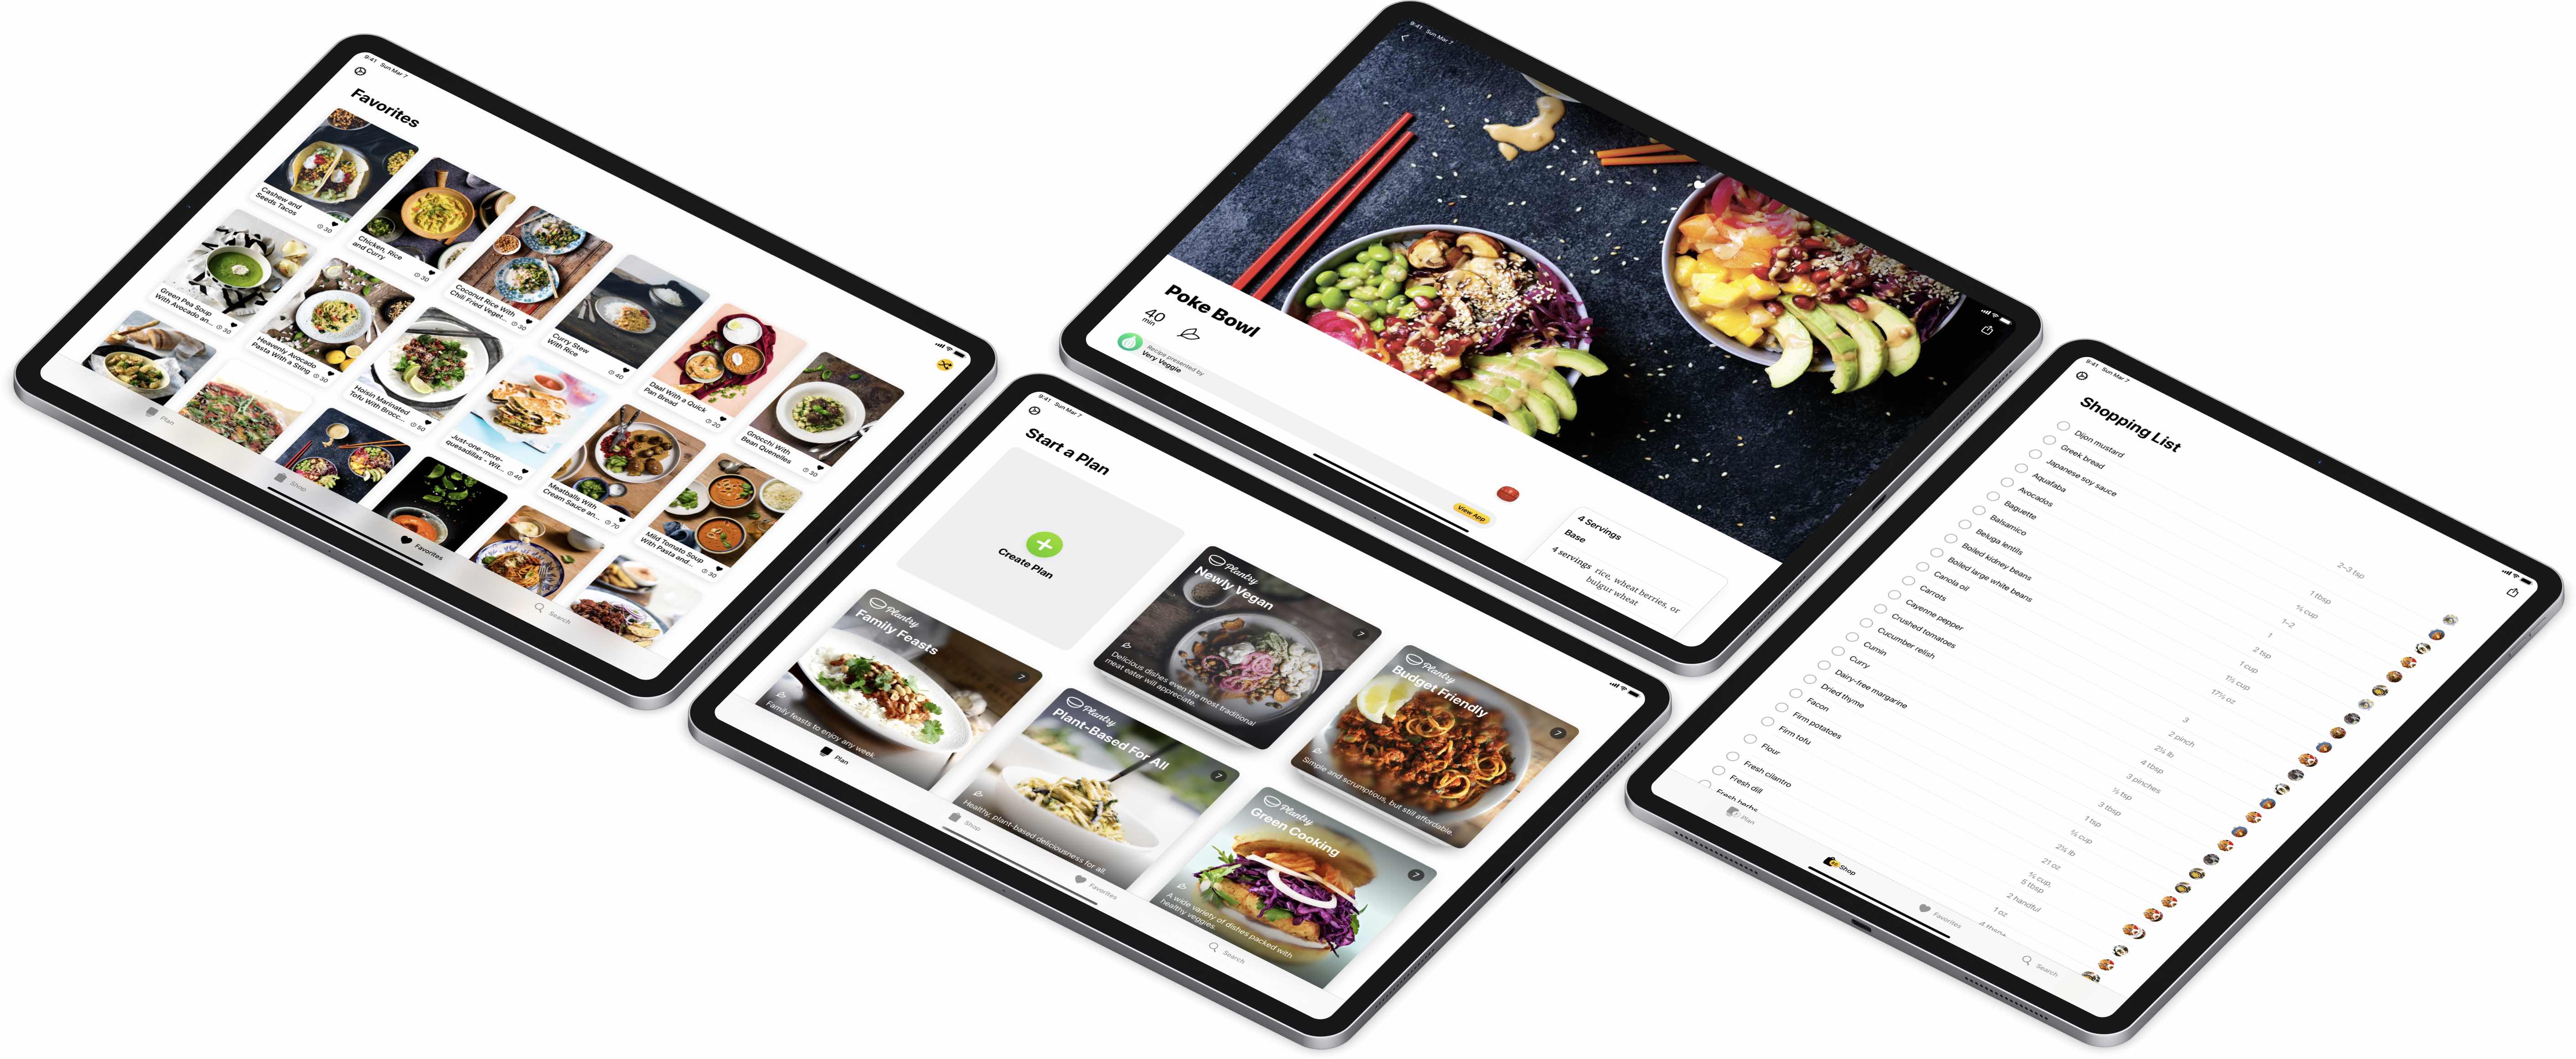 9:41 Sun Mar 7
Favorites
Cashew and
Seeds Tacos
30
Chicken, Rice
and Curry
30
Coconut Rice With
Chili Fried Veget...
30
Curry Stew
With Rice
40
Daal With a Quick
Pan Bread
20
Gnocchi With
Bean Quenelles
30
Green Pea Soup
With Avocado an...
30
Heavenly Avocado
Pasta With a Sting
30
Hoisin Marinated
Tofu With Brocc...
50
Just-one-more-
quesadillas - Wit...
40
Meatballs With
Cream Sauce an...
70
Mild Tomato Soup
With Pasta and...
30
Plan
Shop
Favorites
Search
9:41 Sun Mar 7
Poke Bowl
40
min
Recipe presented by
Very Veggie
View App
4 Servings
Base
4 servings rice, wheat berries, or
bulgur wheat
9:41 Sun Mar 7
Start a Plan
Create Plan
Plantry
Newly Vegan
7
Delicious dishes even the most traditional
meat eater will appreciate.
Plantry
Budget Friendly
7
Simple and scrumptious, but still affordable.
Plantry
Family Feasts
7
Family feasts to enjoy any week.
Plantry
Plant-Based For All
7
Healthy, plant-based deliciousness for all.
Plantry
Green Cooking
7
A wide variety of dishes packed with
healthy veggies.
Plan
Shop
Favorites
Search
9:41 Sun Mar 7
Shopping List
Dijon mustard
2–3 tsp
Greek bread
Japanese soy sauce
1 tbsp
Aquafaba
¾ cup
Avocados
1–2
Baguette
1
Balsamico
2 tsp
Beluga lentils
1 cup
Boiled kidney beans
1½ cup
Boiled large white beans
17½ oz
Canola oil
Carrots
3
Cayenne pepper
2 pinch
Crushed tomatoes
2¼ lb
Cucumber relish
4 tbsp
Cumin
3 pinches
Curry
½ tsp
Dairy-free margarine
3 tbsp
Dried thyme
1 tsp
Facon
¾ cup
Firm potatoes
2¼ lb
Firm tofu
21 oz
Flour
¾ cup,
5 tbsp
Fresh cilantro
2 handful
Fresh dill
1 oz
Fresh herbs
Plan
Shop
Favorites
Search